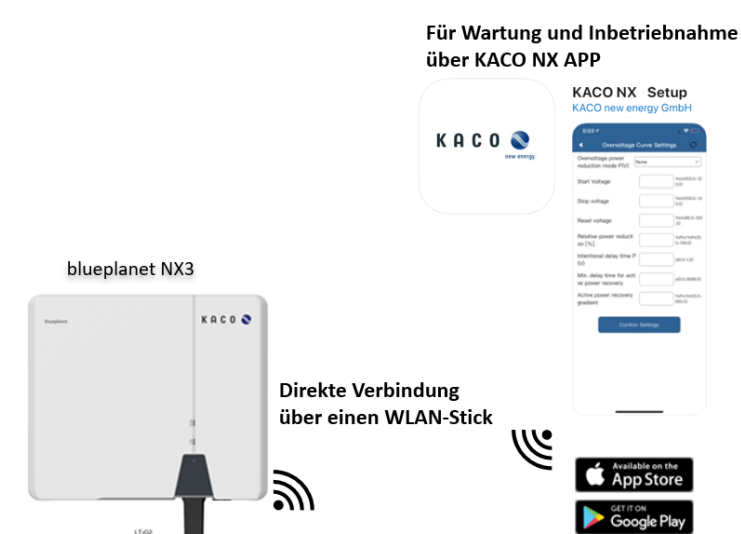 Für Wartung und Inbetriebnahme
über KACO NX APP
KACO NX Setup
KACO new energy GmbH
KACO
new energy.
9:03
Overvoltage Curve Settings
Overvoltage power
reduction mode P(V)
None
Start Voltage
Stop voltage
Reset voltage
Relative power reducti
on [%]
Intentional delay time P
(V)
Min. delay time for acti
ve power recovery
Active power recovery
gradient
Confirm Settings
blueplanet NX3
blueplanet
KACO
Direkte Verbindung
über einen WLAN-Stick
Available on the
App Store
GET IT ON
Google Play